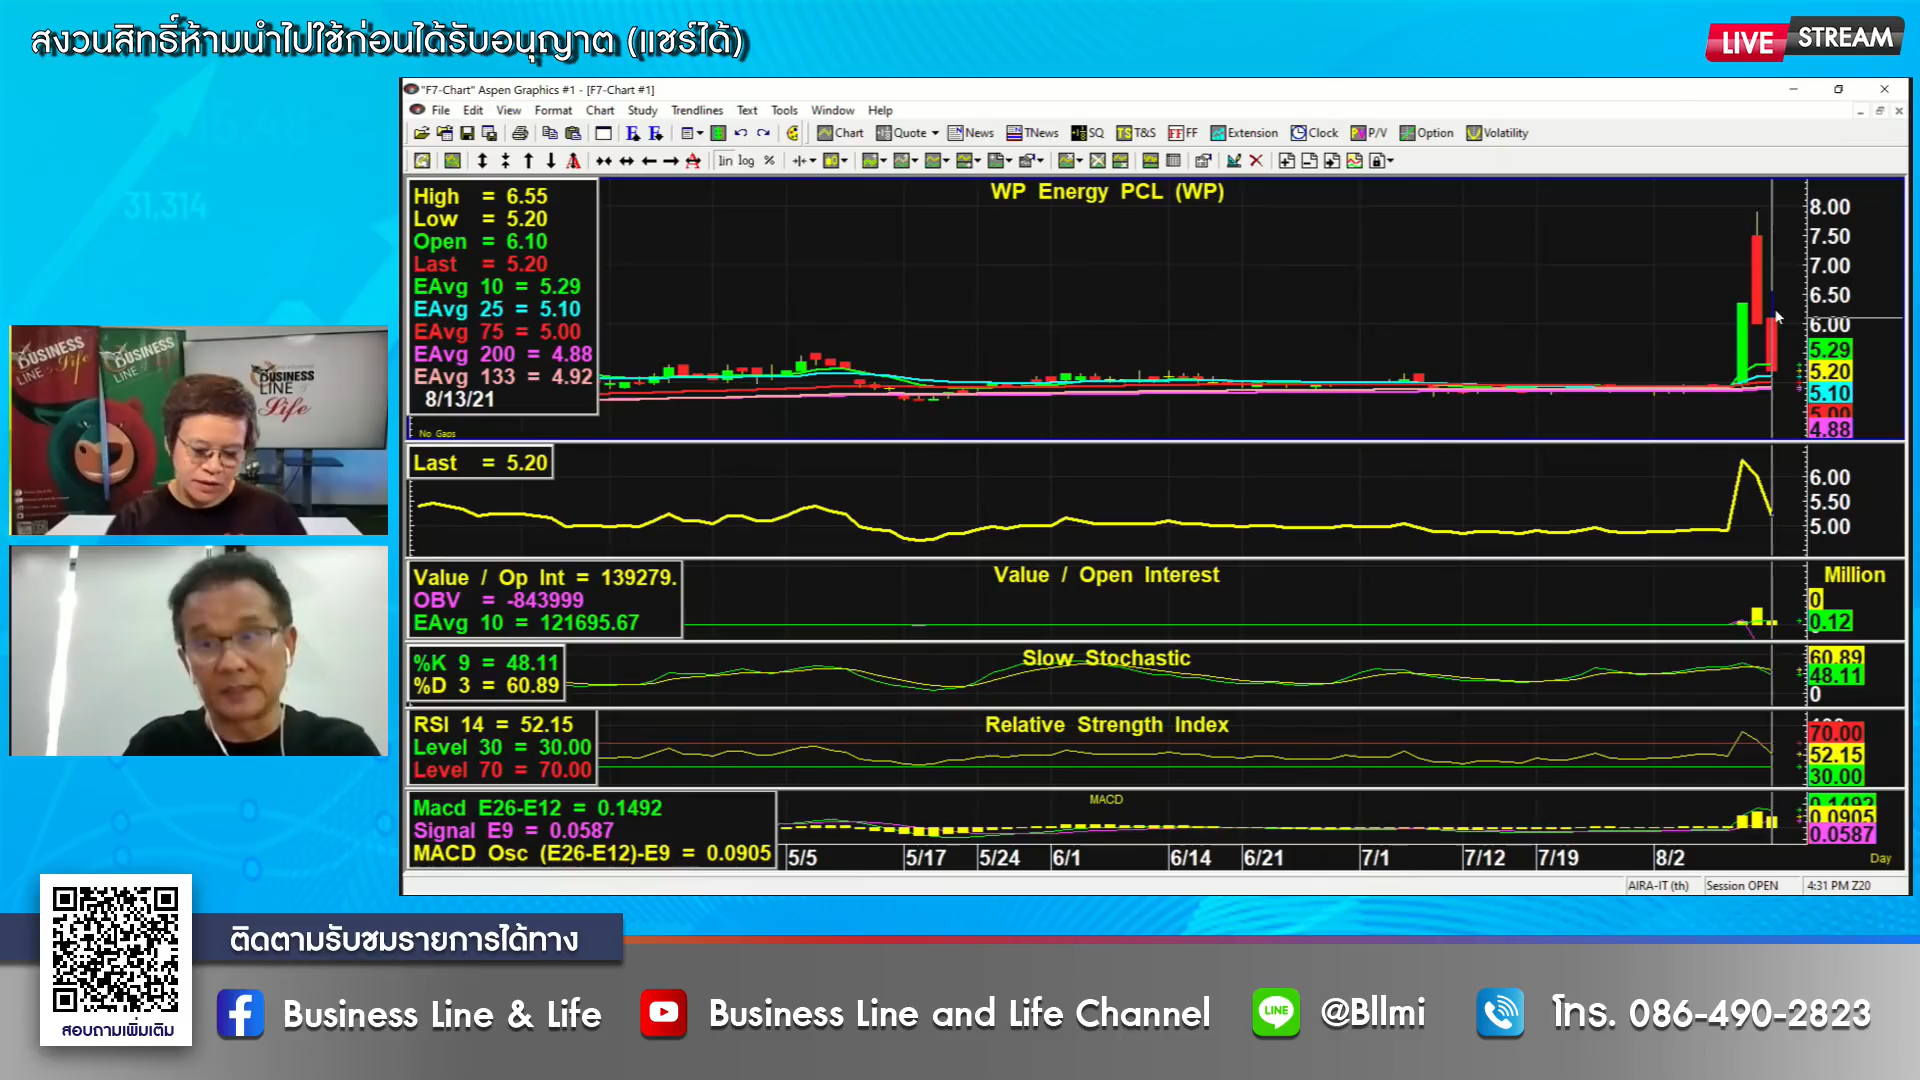 สงวนสิทธิ์ห้ามนำไปใช้ก่อนได้รับอนุญาต (แชร์ได้)
LIVE STREAM
"F7-Chart" Aspen Graphics #1 - [F7-Chart #1]
File Edit View Format Chart Study Trendlines Text Tools Window Help
Chart Quote News TNews SQ T&S FF Extension Clock P/V Option Volatility
lin log %
WP Energy PCL (WP)
High = 6.55
Low = 5.20
Open = 6.10
Last = 5.20
EAvg 10 = 5.29
EAvg 25 = 5.10
EAvg 75 = 5.00
EAvg 200 = 4.88
EAvg 133 = 4.92
8/13/21
No Gaps
8.00
7.50
7.00
6.50
6.00
5.29
5.20
5.10
5.00
4.88
Last = 5.20
6.00
5.50
5.00
Value / Op Int = 139279.
OBV = -843999
EAvg 10 = 121695.67
Value / Open Interest
Million
0
0.12
%K 9 = 48.11
%D 3 = 60.89
Slow Stochastic
60.89
48.11
0
RSI 14 = 52.15
Level 30 = 30.00
Level 70 = 70.00
Relative Strength Index
70.00
52.15
30.00
Macd E26-E12 = 0.1492
Signal E9 = 0.0587
MACD Osc (E26-E12)-E9 = 0.0905
MACD
0.1492
0.0905
0.0587
5/5 5/17 5/24 6/1 6/14 6/21 7/1 7/12 7/19 8/2 Day
AIRA-IT (th) Session OPEN 4:31 PM Z20
31,314
BUSINESS LINE & Life
BUSINESS LINE & Life
BUSINESS LINE & Life
สอบถามเพิ่มเติม
ติดตามรับชมรายการได้ทาง
Business Line & Life
Business Line and Life Channel
LINE
@Bllmi
โทร. 086-490-2823